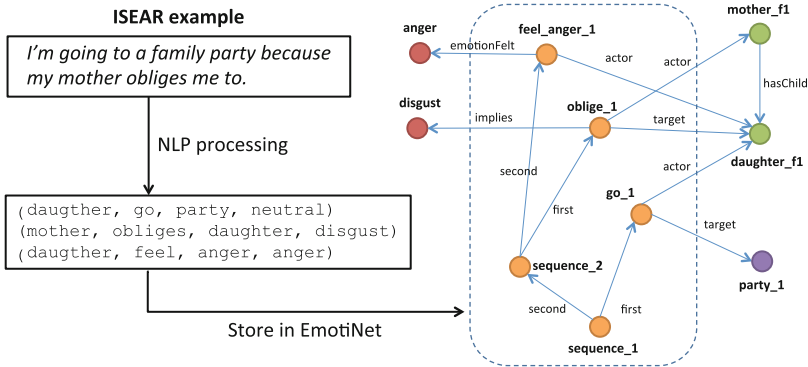 ISEAR example
I'm going to a family party because
my mother obliges me to.
NLP processing
(daugther, go, party, neutral)
(mother, obliges, daughter, disgust)
(daugther, feel, anger, anger)
Store in EmotiNet
anger
feel_anger_1
mother_f1
emotionFelt
actor
actor
hasChild
disgust
oblige_1
implies
target
daughter_f1
second
first
actor
go_1
target
sequence_2
party_1
second
first
sequence_1